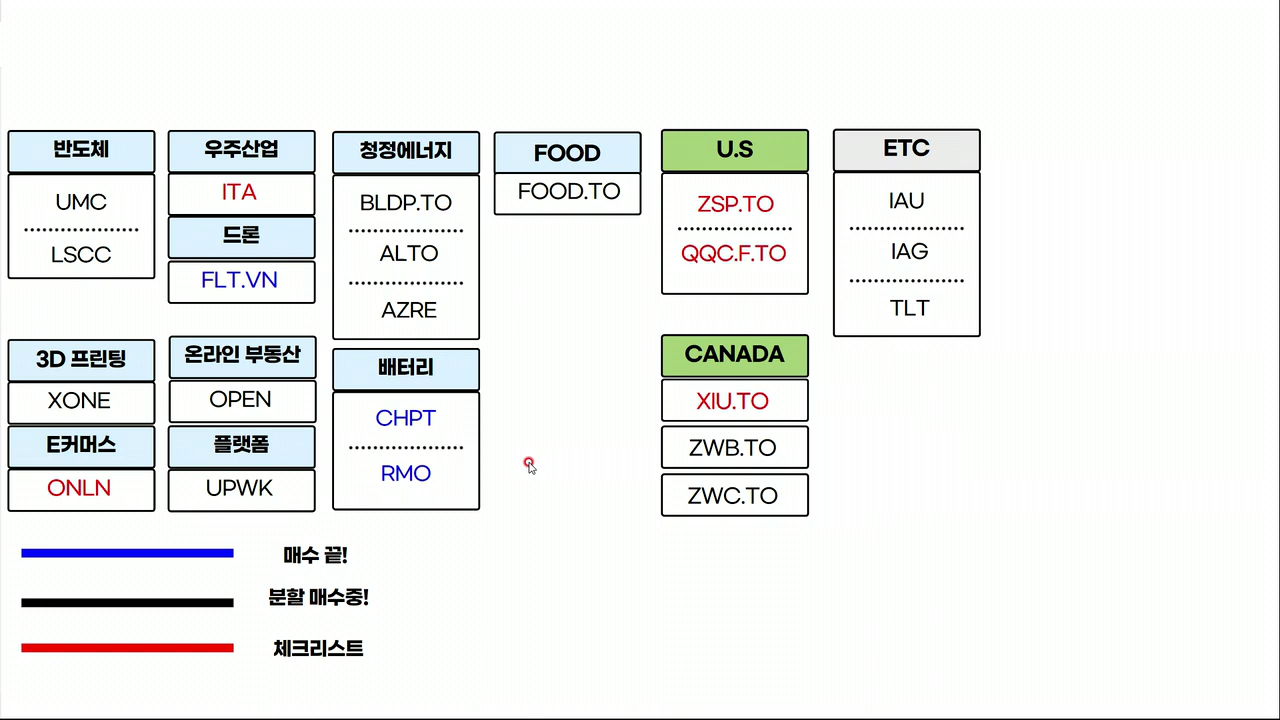 반도체
UMC
LSCC
우주산업
ITA
드론
FLT.VN
청정에너지
BLDP.TO
ALTO
AZRE
FOOD
FOOD.TO
U.S
ZSP.TO
QQC.F.TO
ETC
IAU
IAG
TLT
3D 프린팅
XONE
E커머스
ONLN
온라인 부동산
OPEN
플랫폼
UPWK
배터리
CHPT
RMO
CANADA
XIU.TO
ZWB.TO
ZWC.TO
매수 끝!
분할 매수중!
체크리스트